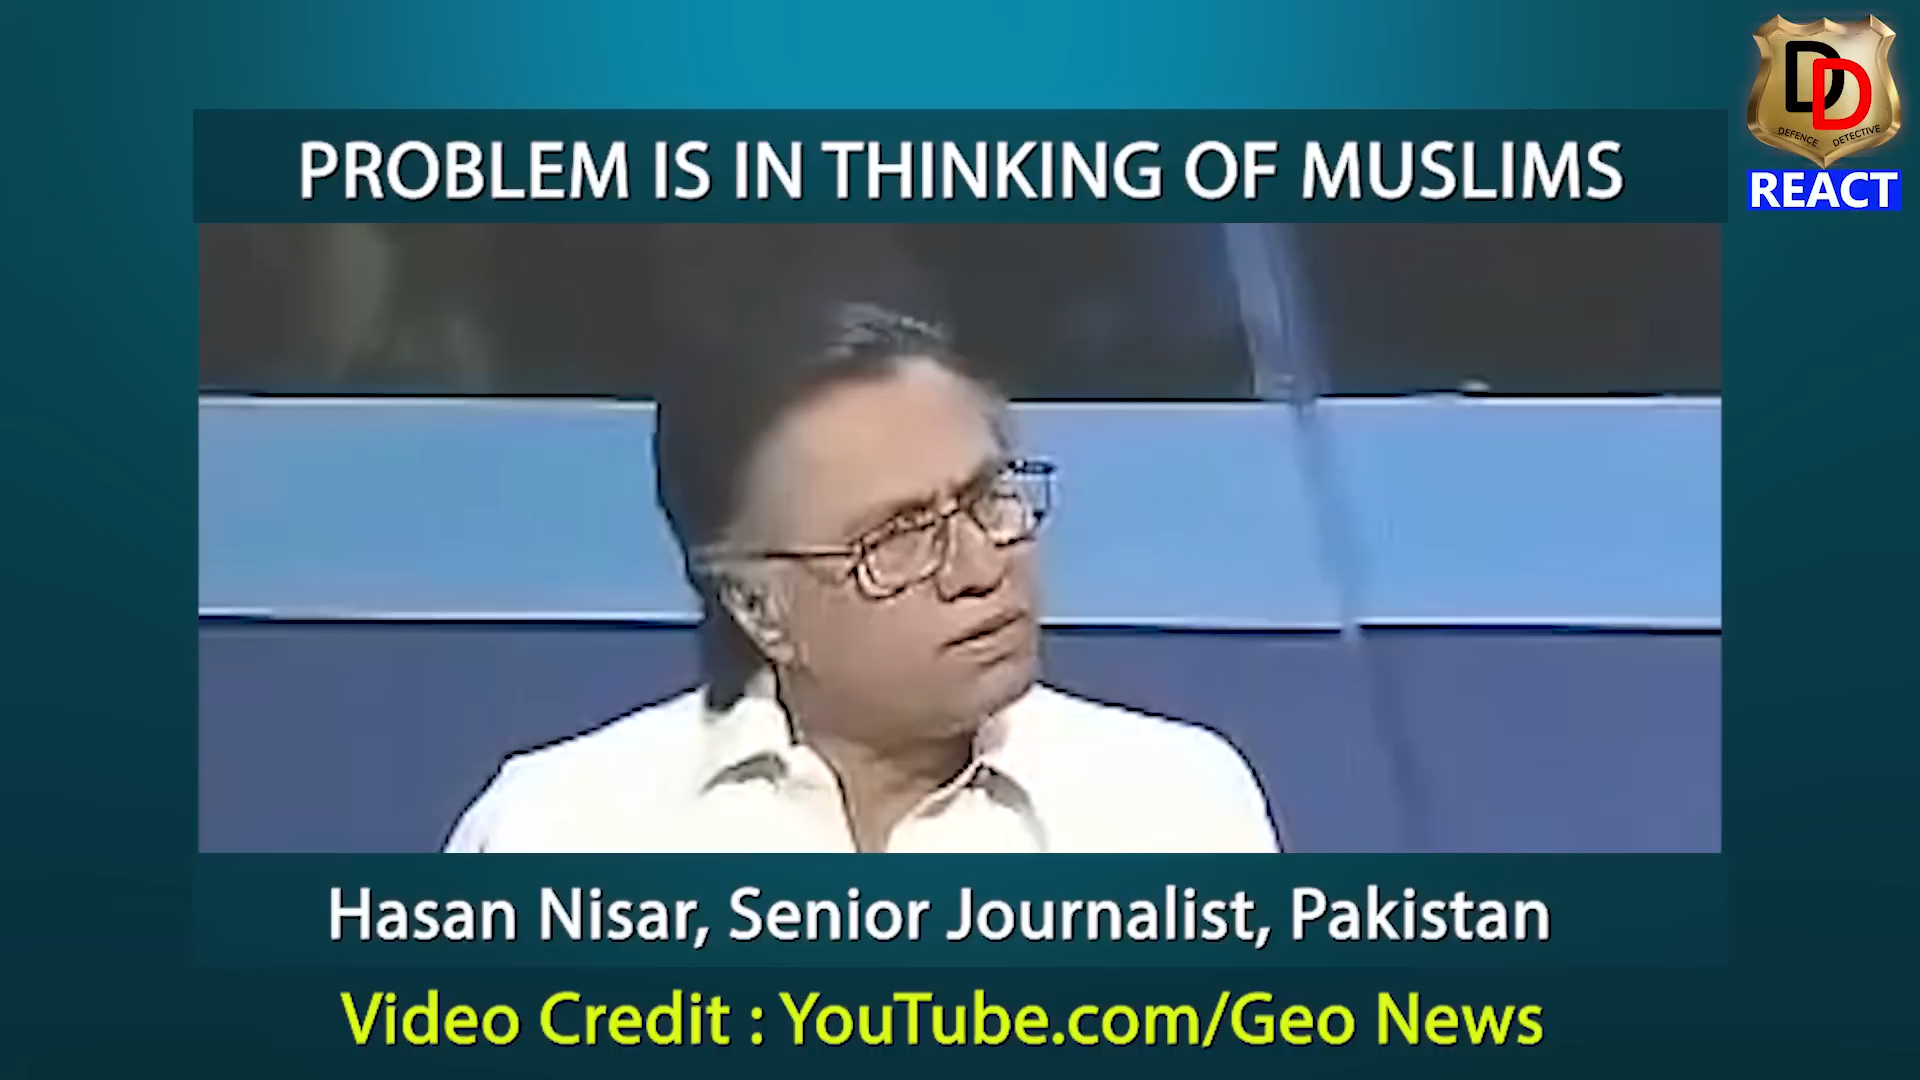 DD
DEFENCE DETECTIVE
REACT
PROBLEM IS IN THINKING OF MUSLIMS
Hasan Nisar, Senior Journalist, Pakistan
Video Credit : YouTube.com/Geo News